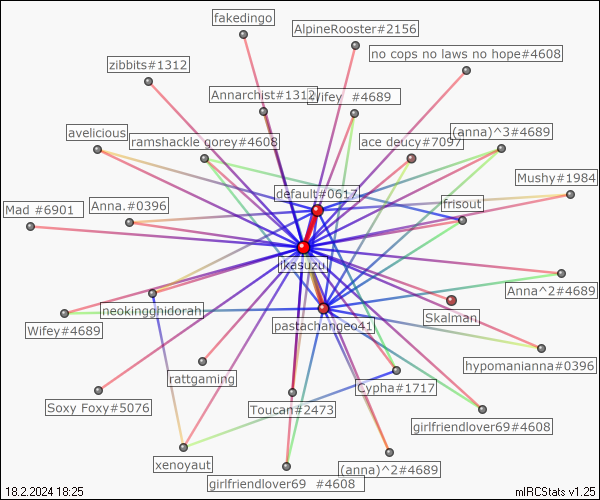 fakedingo
AlpineRooster#2156
no cops no laws no hope#4608
zibbits#1312
Annarchist#1312
Wifey  #4689
avelicious
ramshackle gorey#4608
ace deucy#7097
(anna)^3#4689
Mushy#1984
default#0617
Mad #6901
Anna.#0396
frisout
ikasuzu
Anna^2#4689
neokingghidorah
Skalman
Wifey#4689
pastachangeo41
hypomanianna#0396
rattgaming
Cypha#1717
Soxy Foxy#5076
Toucan#2473
girlfriendlover69#4608
xenoyaut
(anna)^2#4689
girlfriendlover69  #4608
18.2.2024 18:25
mIRCStats v1.25